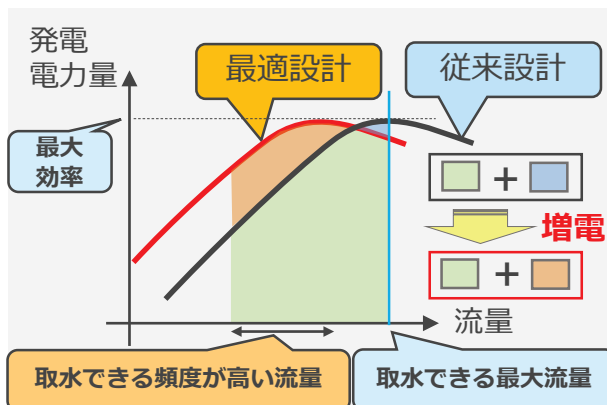 発電
電力量
最適設計
従来設計
最大
効率
+
増電
+
流量
取水できる頻度が高い流量
取水できる最大流量